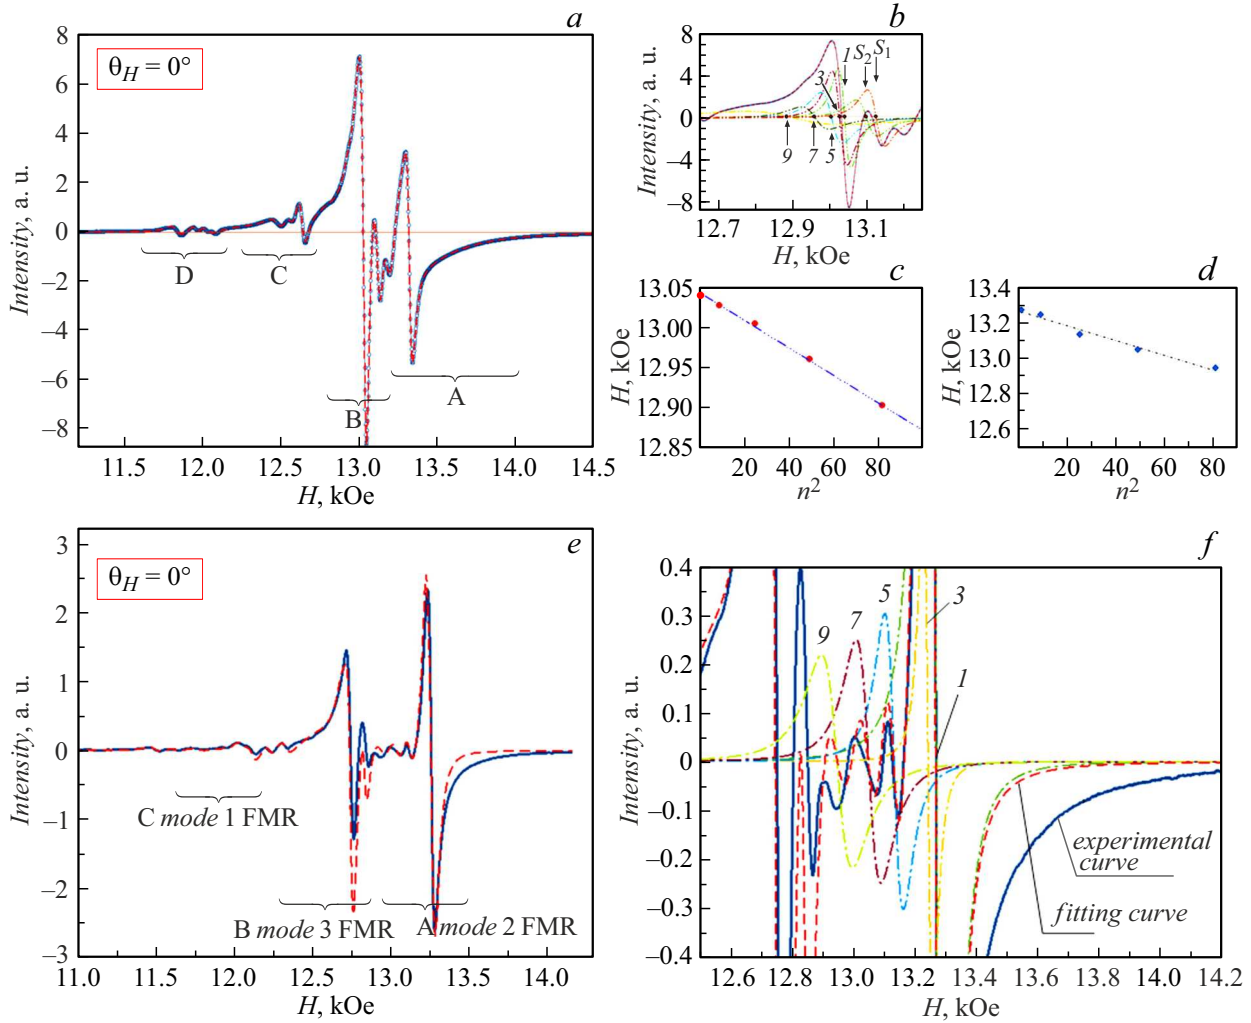 a
θH = 0°
8
6
4
2
0
–2
–4
–6
–8
Intensity, a. u.
D
C
B
A
11.5 12.0 12.5 13.0 13.5 14.0 14.5
H, kOe
b
8
4
0
–4
–8
Intensity, a. u.
3 1 S2 S1
9 7 5
12.7 12.9 13.1
H, kOe
c
13.05
13.00
12.95
12.90
12.85
H, kOe
20 40 60 80
n²
d
13.4
13.2
13.0
12.8
12.6
H, kOe
20 40 60 80
n²
e
θH = 0°
3
2
1
0
–1
–2
–3
Intensity, a. u.
C mode 1 FMR
B mode 3 FMR
A mode 2 FMR
11.0 11.5 12.0 12.5 13.0 13.5 14.0
H, kOe
f
0.4
0.3
0.2
0.1
0
–0.1
–0.2
–0.3
–0.4
Intensity, a. u.
9 7 5 3
1
experimental
curve
fitting curve
12.6 12.8 13.0 13.2 13.4 13.6 13.8 14.0 14.2
H, kOe